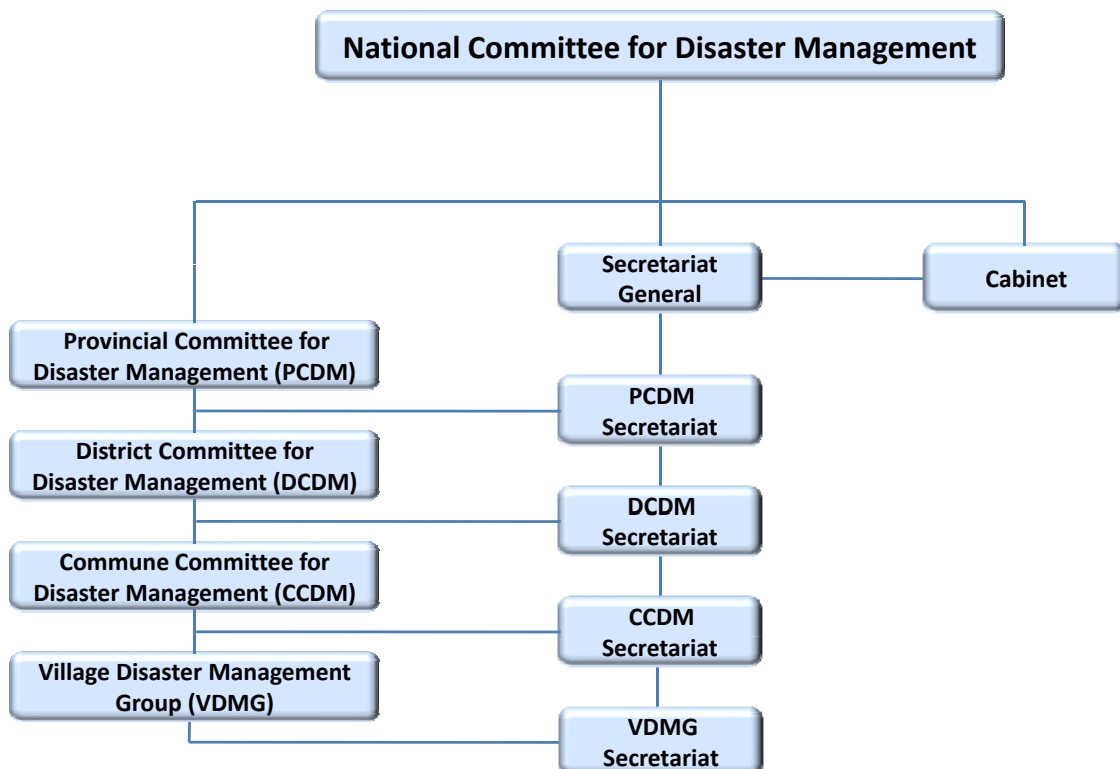 National Committee for Disaster Management
Secretariat
General
Cabinet
Provincial Committee for
Disaster Management (PCDM)
PCDM
Secretariat
District Committee for
Disaster Management (DCDM)
DCDM
Secretariat
Commune Committee for
Disaster Management (CCDM)
CCDM
Secretariat
Village Disaster Management
Group (VDMG)
VDMG
Secretariat